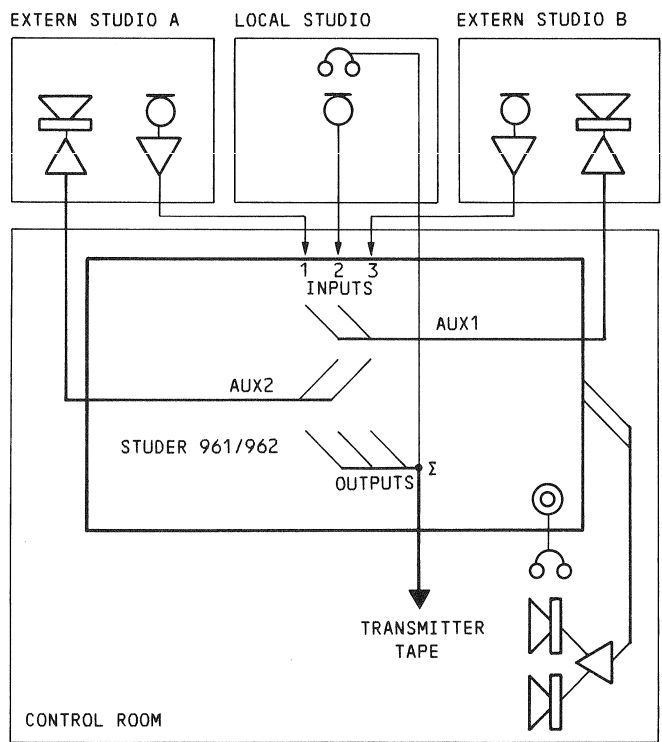 EXTERN STUDIO A
LOCAL STUDIO
EXTERN STUDIO B
1 2 3
INPUTS
AUX1
AUX2
STUDER 961/962
Σ
OUTPUTS
TRANSMITTER
TAPE
CONTROL ROOM